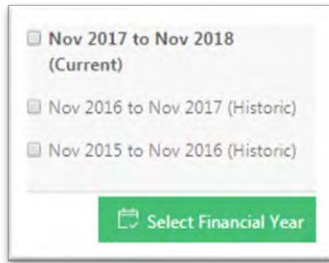 Nov 2017 to Nov 2018
(Current)
Nov 2016 to Nov 2017 (Historic)
Nov 2015 to Nov 2016 (Historic)
Select Financial Year